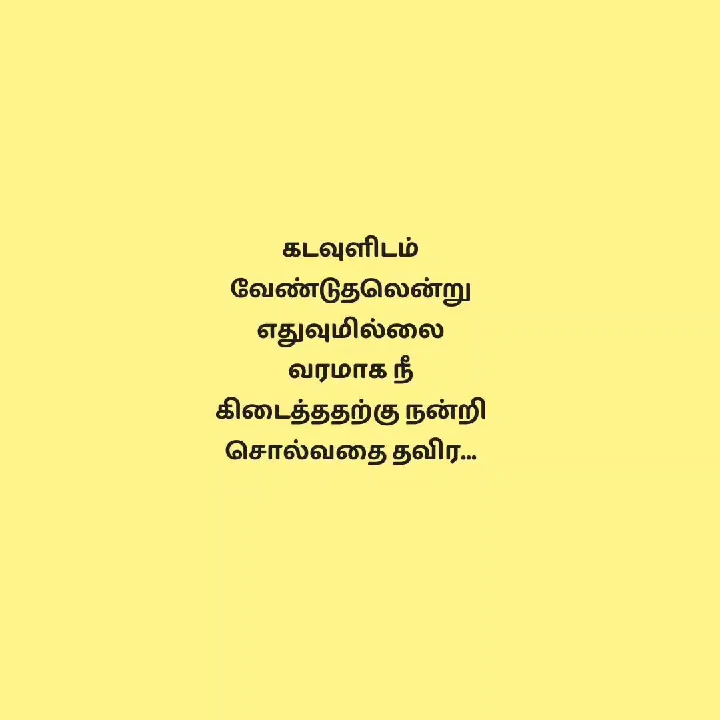 கடவுளிடம்
வேண்டுதலென்று
எதுவுமில்லை
வரமாக நீ
கிடைத்ததற்கு நன்றி
சொல்வதை தவிர...